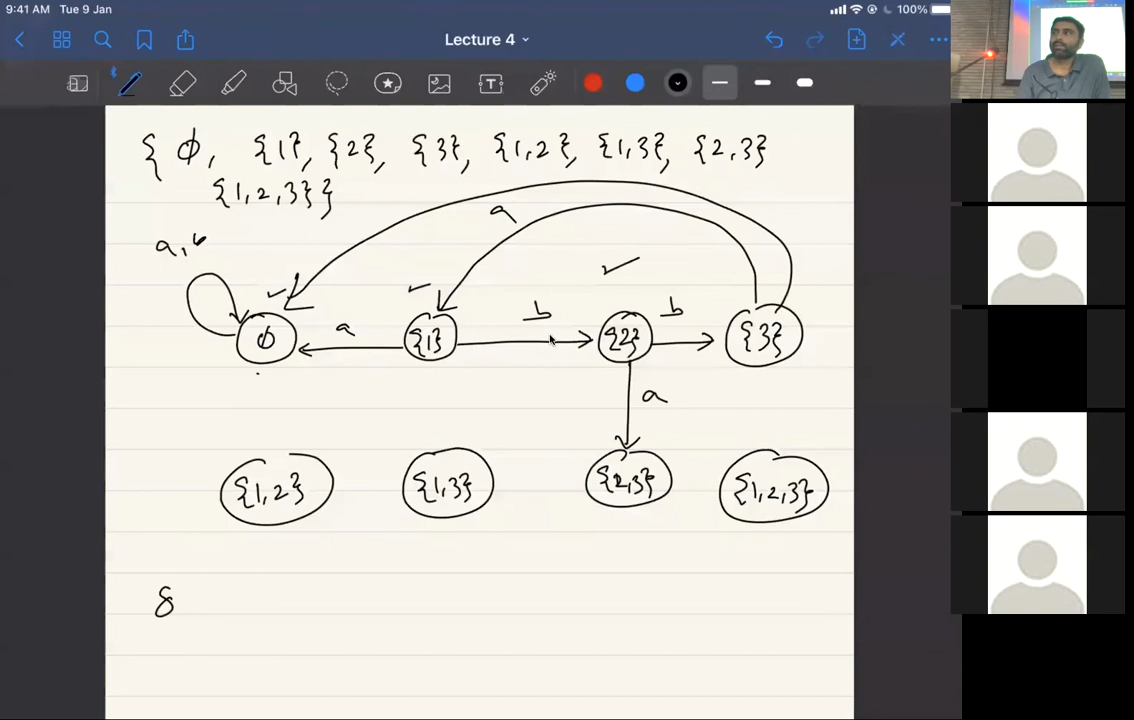 9:41 AM Tue 9 Jan 100%
Lecture 4
T
{ ϕ, {1}, {2}, {3}, {1,2}, {1,3}, {2,3}
{1,2,3}}
a
a,b
ϕ a {1} b {2} b {3}
a
{1,2} {1,3} {2,3} {1,2,3}
8